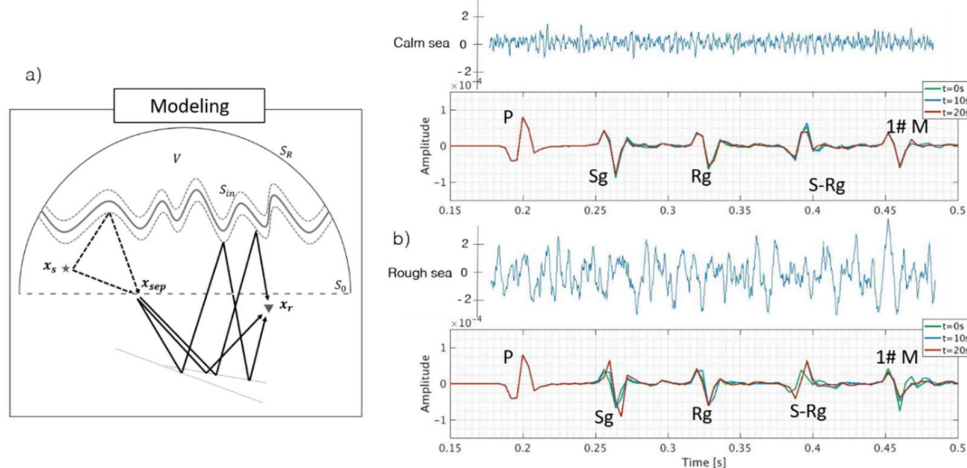 a)
Modeling
V
S_R
S_in
x_s
x_sep
S_0
x_r
Calm sea
2
0
-2
×10⁻⁴
t=0s
t=10s
t=20s
1
0
-1
Amplitude
P
Sg
Rg
S-Rg
1# M
0.15 0.2 0.25 0.3 0.35 0.4 0.45 0.5
b)
Rough sea
4
2
0
-2
×10⁻⁴
t=0s
t=10s
t=20s
1
0
-1
Amplitude
P
Sg
Rg
S-Rg
1# M
0.15 0.2 0.25 0.3 0.35 0.4 0.45 0.5
Time [s]